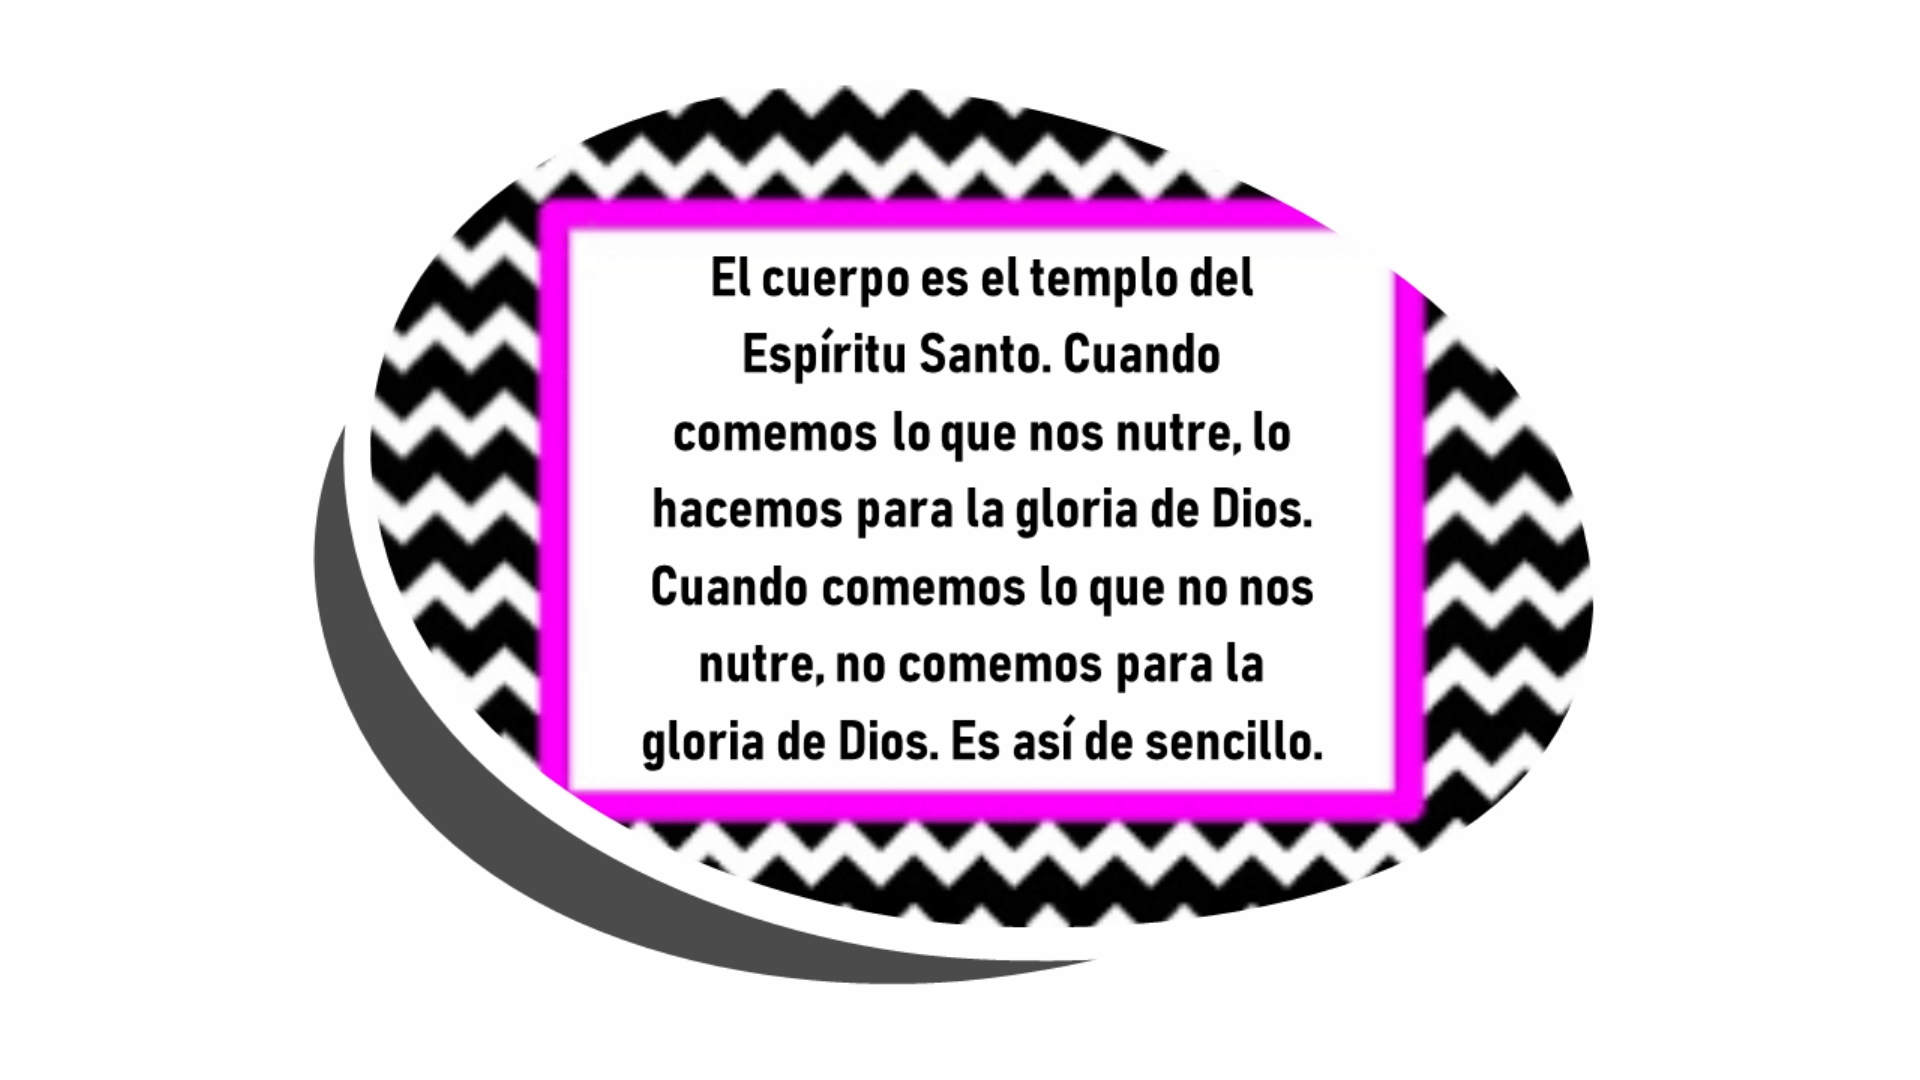 El cuerpo es el templo del
Espíritu Santo. Cuando
comemos lo que nos nutre, lo
hacemos para la gloria de Dios.
Cuando comemos lo que no nos
nutre, no comemos para la
gloria de Dios. Es así de sencillo.